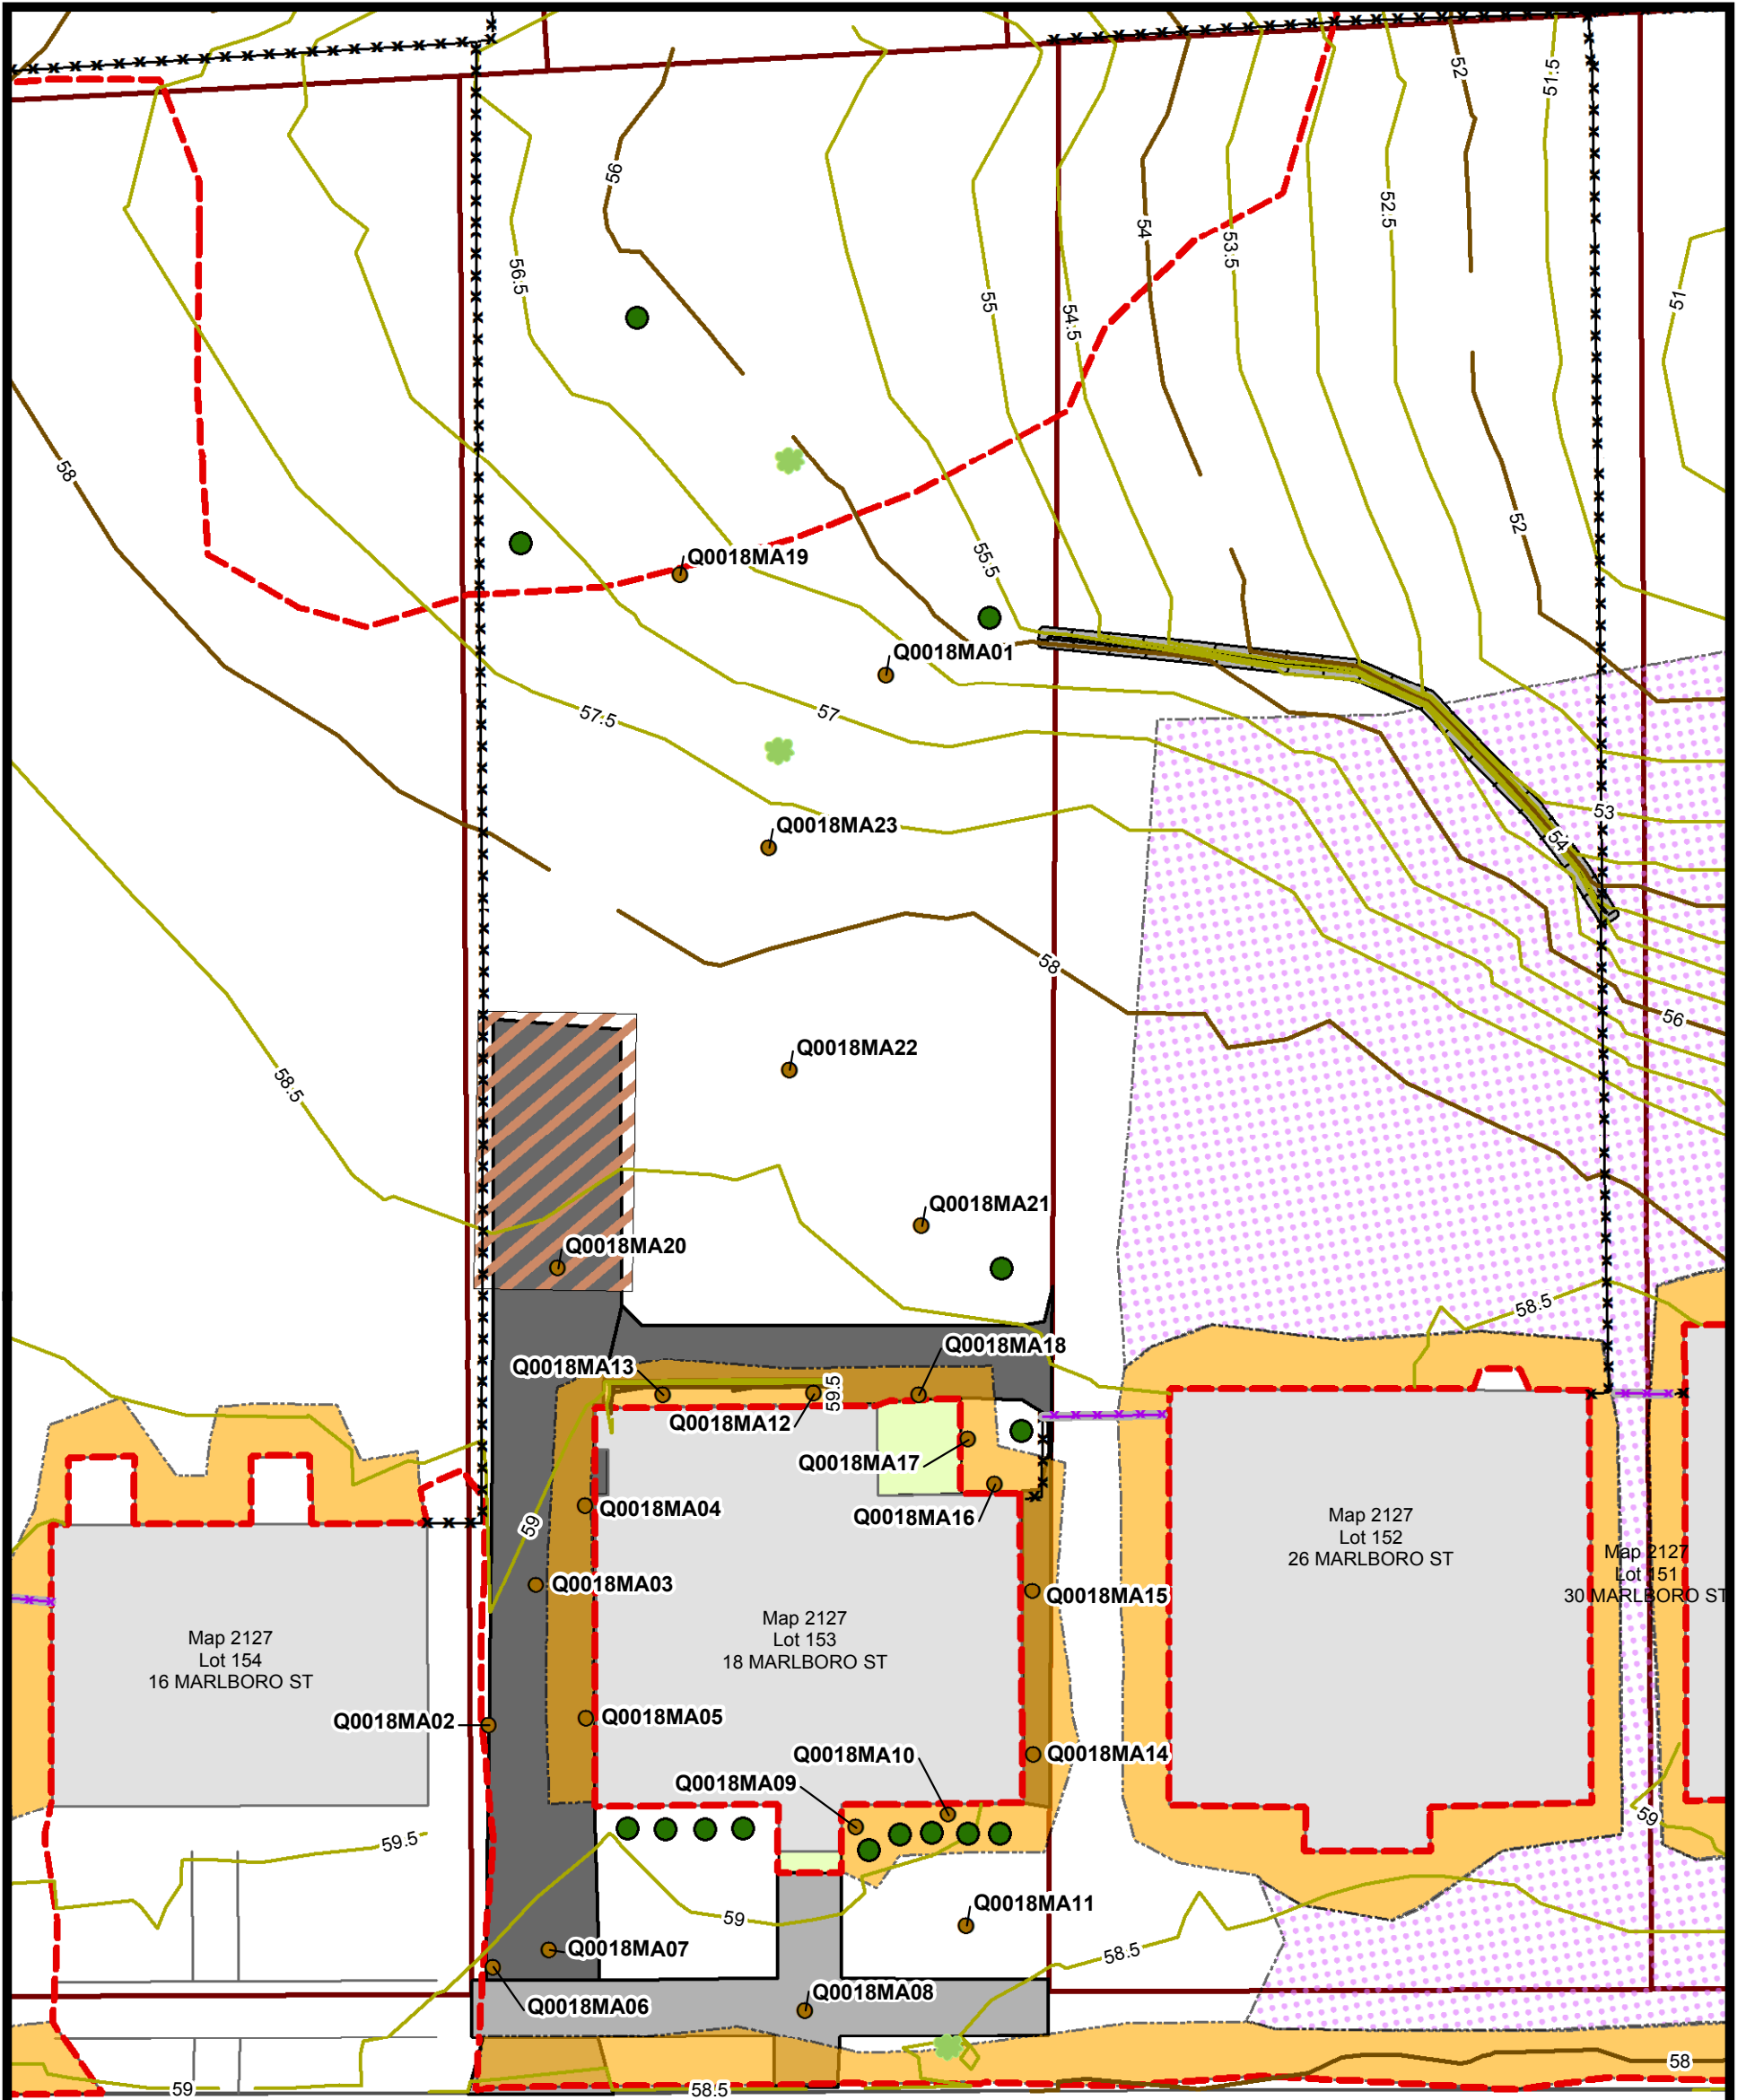 52
51.5
56
52.5
54
53.5
56.5
55
54.5
51
58
52
55.5
Q0018MA19
Q0018MA01
57.5
57
53
Q0018MA23
54
58
56
Q0018MA22
58.5
Q0018MA21
Q0018MA20
58.5
Q0018MA18
Q0018MA13
59.5
Q0018MA12
Q0018MA17
Q0018MA04
Q0018MA16
59
Map 2127
Lot 152
26 MARLBORO ST
Map 2127
Lot 151
30 MARLBORO ST
Q0018MA03
Q0018MA15
Map 2127
Lot 153
18 MARLBORO ST
Map 2127
Lot 154
16 MARLBORO ST
Q0018MA02
Q0018MA05
Q0018MA10
Q0018MA14
Q0018MA09
59
59.5
Q0018MA11
59
Q0018MA07
58.5
Q0018MA06
Q0018MA08
58
59
58.5